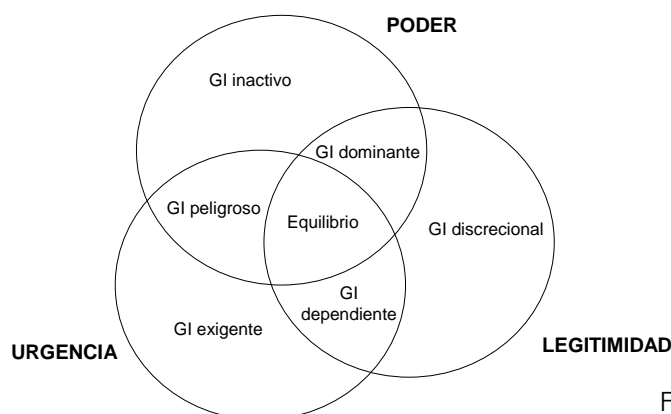 PODER
GI inactivo
GI dominante
GI peligroso
Equilibrio
GI discrecional
GI
dependiente
GI exigente
URGENCIA
LEGITIMIDAD